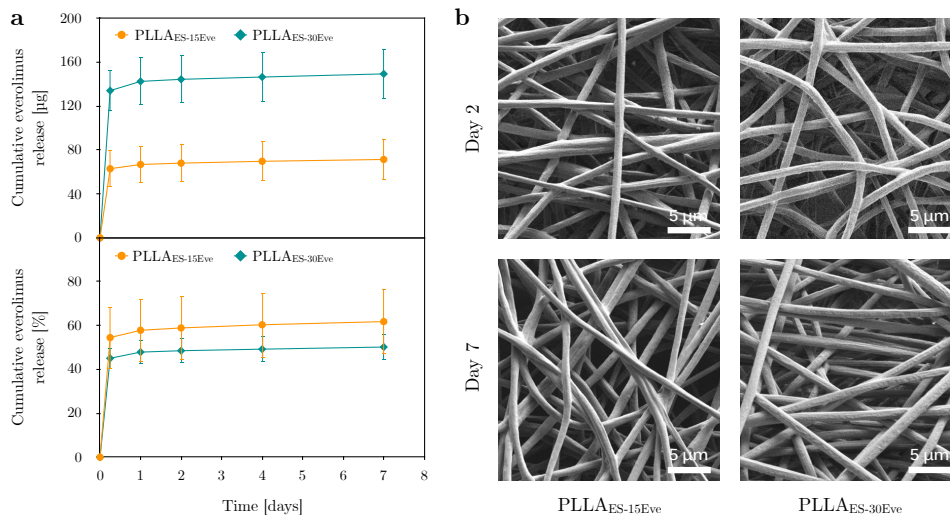 a
PLLAES-15Eve PLLAES-30Eve
Cumulative everolimus
release [µg]
200
160
120
80
40
0
PLLAES-15Eve PLLAES-30Eve
Cumulative everolimus
release [%]
80
60
40
20
0
0 1 2 3 4 5 6 7 8
Time [days]
b
Day 2
5 µm
5 µm
Day 7
5 µm
5 µm
PLLAES-15Eve PLLAES-30Eve